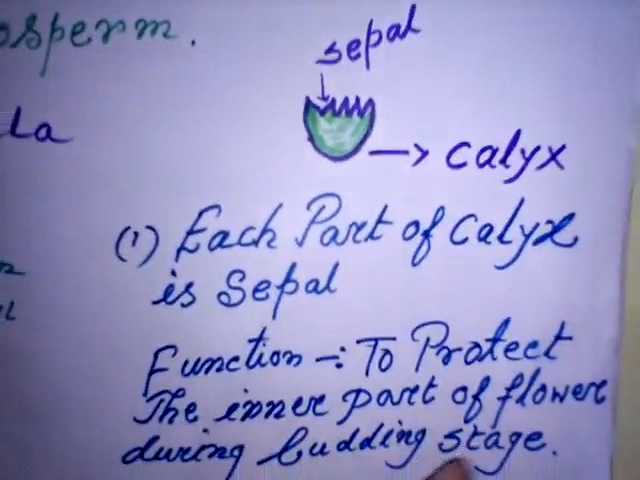 osperm.
sepal
la
→ Calyx
(1) Each Part of Calyx
is Sepal
Function -: To Protect
The inner part of flower
during budding stage.